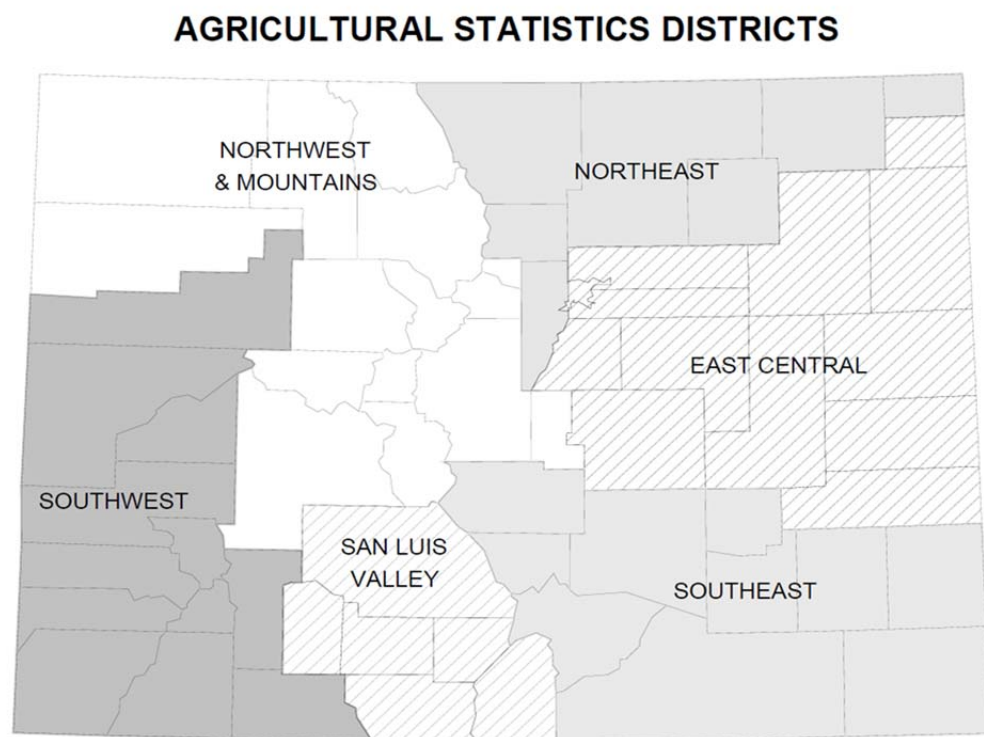 AGRICULTURAL STATISTICS DISTRICTS
NORTHWEST
& MOUNTAINS
NORTHEAST
EAST CENTRAL
SOUTHWEST
SAN LUIS
VALLEY
SOUTHEAST